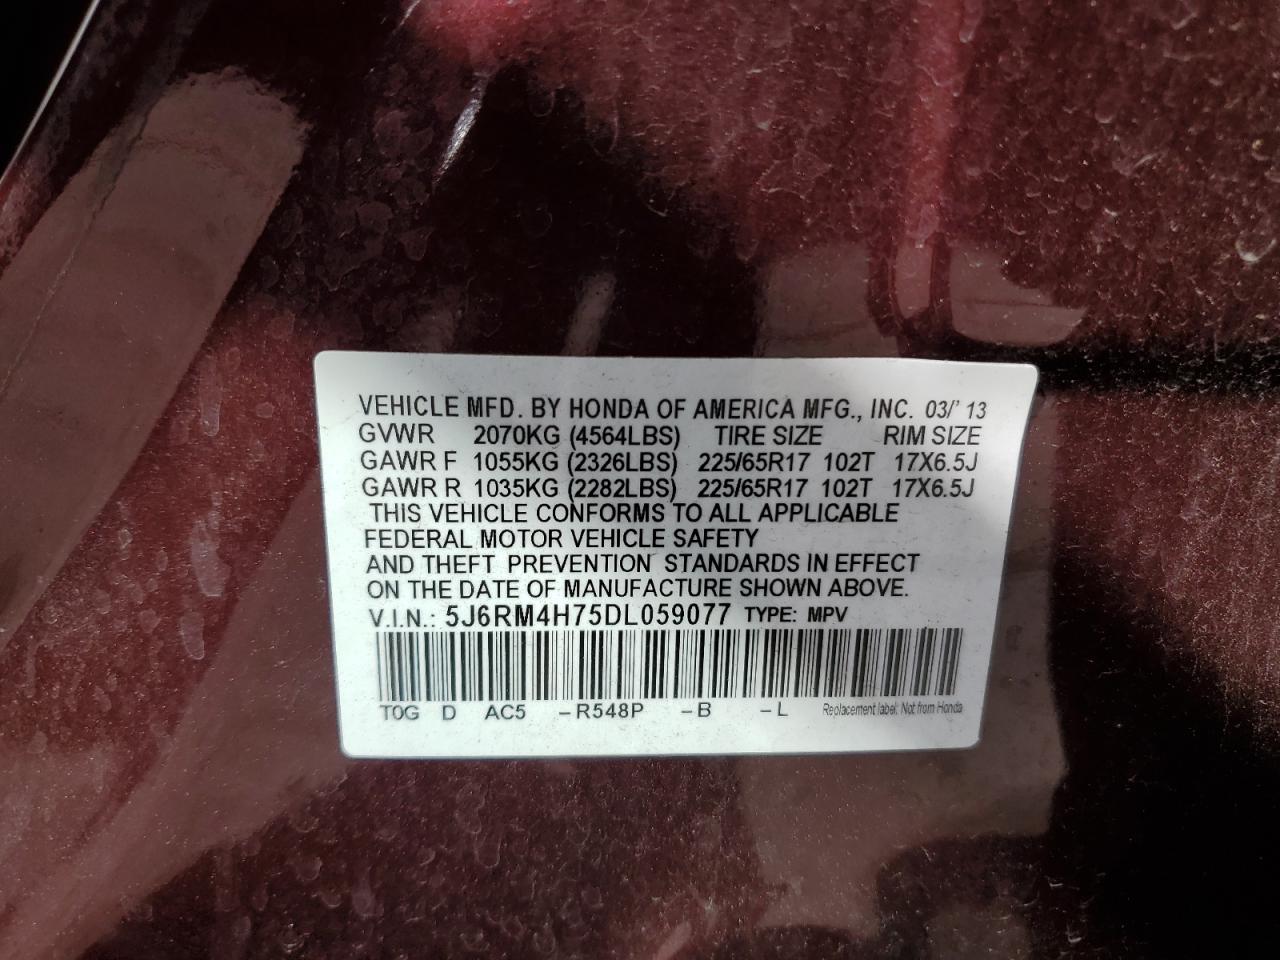 VEHICLE MFD. BY HONDA OF AMERICA MFG., INC. 03/' 13
GVWR 2070KG (4564LBS) TIRE SIZE RIM SIZE
GAWR F 1055KG (2326LBS) 225/65R17 102T 17X6.5J
GAWR R 1035KG (2282LBS) 225/65R17 102T 17X6.5J
THIS VEHICLE CONFORMS TO ALL APPLICABLE
FEDERAL MOTOR VEHICLE SAFETY
AND THEFT PREVENTION STANDARDS IN EFFECT
ON THE DATE OF MANUFACTURE SHOWN ABOVE.
V.I.N.: 5J6RM4H75DL059077 TYPE: MPV
TOG D AC5 –R548P –B –L Replacement label: Not from Honda